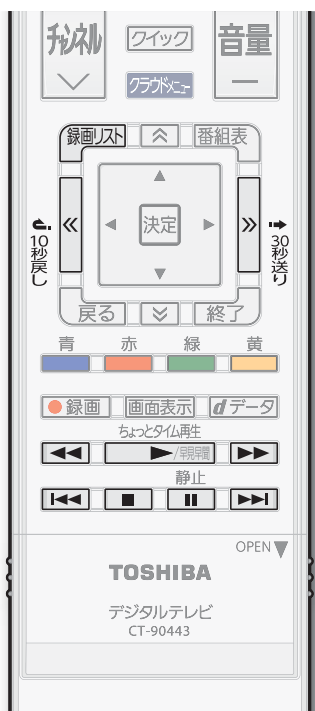 チャンネル
クイック
音量
クラウドメニュー
録画リスト
番組表
10秒戻し
決定
30秒送り
戻る
終了
青 赤 緑 黄
録画 画面表示 dデータ
ちょっとタイム再生
/早見早聞
静止
OPEN
TOSHIBA
デジタルテレビ
CT-90443